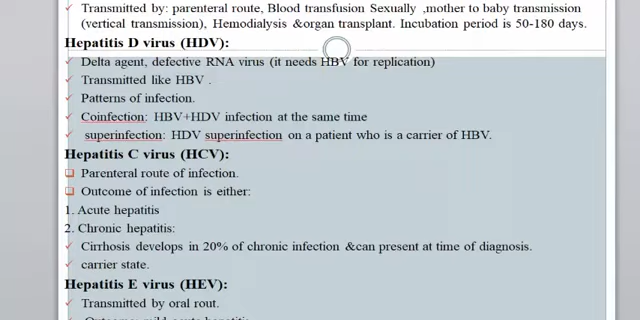 Transmitted by: parenteral route, Blood transfusion Sexually ,mother to baby transmission
(vertical transmission), Hemodialysis &organ transplant. Incubation period is 50-180 days.
Hepatitis D virus (HDV):
Delta agent, defective RNA virus (it needs HBV for replication)
Transmitted like HBV .
Patterns of infection.
Coinfection: HBV+HDV infection at the same time
superinfection: HDV superinfection on a patient who is a carrier of HBV.
Hepatitis C virus (HCV):
Parenteral route of infection.
Outcome of infection is either:
1. Acute hepatitis
2. Chronic hepatitis:
Cirrhosis develops in 20% of chronic infection &can present at time of diagnosis.
carrier state.
Hepatitis E virus (HEV):
Transmitted by oral rout.